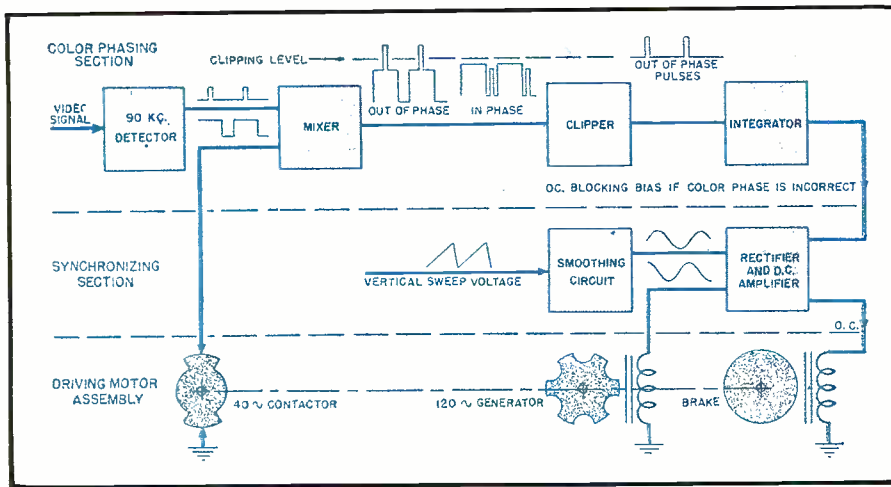 COLOR PHASING
SECTION
CLIPPING LEVEL
OUT OF PHASE
PULSES
VIDEO
SIGNAL
90 KC.
DETECTOR
MIXER
OUT OF PHASE
IN PHASE
CLIPPER
INTEGRATOR
D.C. BLOCKING BIAS IF COLOR PHASE IS INCORRECT
SYNCHRONIZING
SECTION
VERTICAL SWEEP VOLTAGE
SMOOTHING
CIRCUIT
RECTIFIER
AND D.C.
AMPLIFIER
D.C.
DRIVING MOTOR
ASSEMBLY
40 ~ CONTACTOR
120 ~ GENERATOR
BRAKE